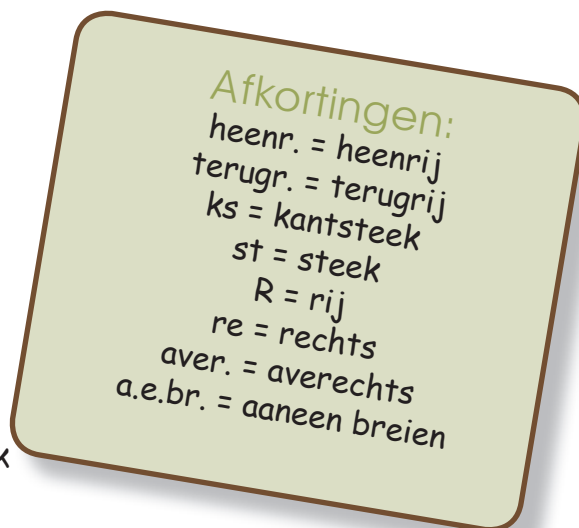 Afkortingen:
heenr. = heenrij
terugr. = terugrij
ks = kantsteek
st = steek
R = rij
re = rechts
aver. = averechts
a.e.br. = aaneen breien